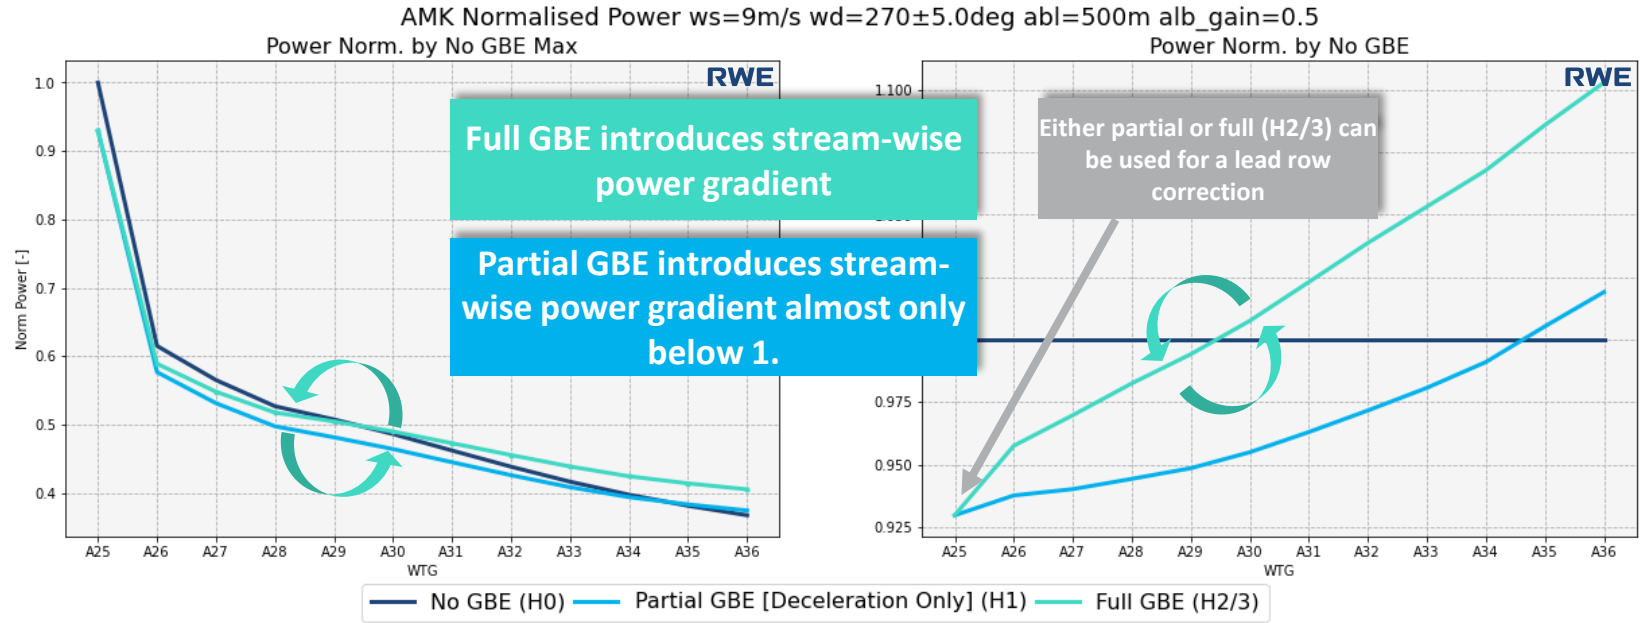 AMK Normalised Power ws=9m/s wd=270±5.0deg abl=500m alb_gain=0.5
Power Norm. by No GBE Max
RWE
1.0
0.9
0.8
0.7
0.6
0.5
0.4
Norm Power [-]
Full GBE introduces stream-wise
power gradient
Partial GBE introduces stream-
wise power gradient almost only
below 1.
A25 A26 A27 A28 A29 A30 A31 A32 A33 A34 A35 A36
WTG
Power Norm. by No GBE
RWE
1.100
0.975
0.950
0.925
Either partial or full (H2/3) can
be used for a lead row
correction
A25 A26 A27 A28 A29 A30 A31 A32 A33 A34 A35 A36
WTG
No GBE (H0) Partial GBE [Deceleration Only] (H1) Full GBE (H2/3)